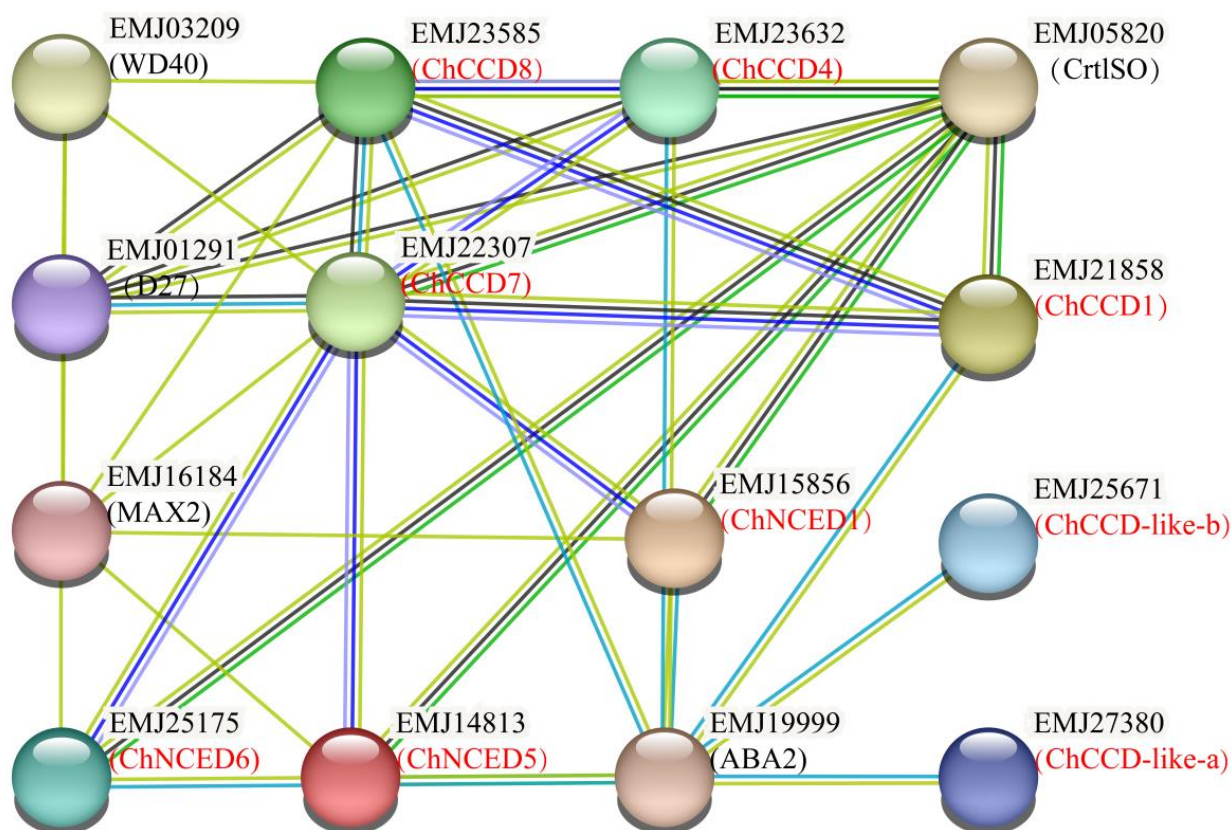 EMJ03209
(WD40)
EMJ23585
(ChCCD8)
EMJ23632
(ChCCD4)
EMJ05820
(CrtlSO)
EMJ01291
(D27)
EMJ22307
(ChCCD7)
EMJ21858
(ChCCD1)
EMJ16184
(MAX2)
EMJ15856
(ChNCED1)
EMJ25671
(ChCCD-like-b)
EMJ25175
(ChNCED6)
EMJ14813
(ChNCED5)
EMJ19999
(ABA2)
EMJ27380
(ChCCD-like-a)